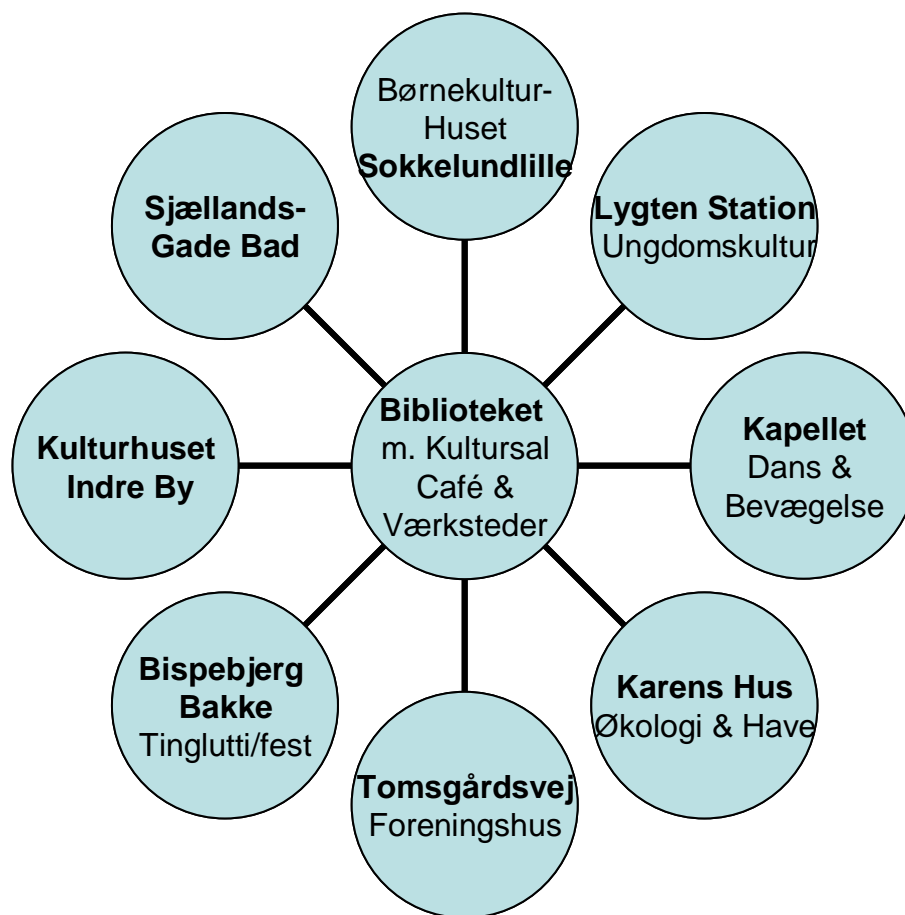 Børnekultur-
Huset
Sokkelundlille
Sjællands-
Gade Bad
Lygten Station
Ungdomskultur
Kulturhuset
Indre By
Biblioteket
m. Kultursal
Café &
Værksteder
Kapellet
Dans &
Bevægelse
Bispebjerg
Bakke
Tinglutti/fest
Karens Hus
Økologi & Have
Tomsgårdsvej
Foreningshus